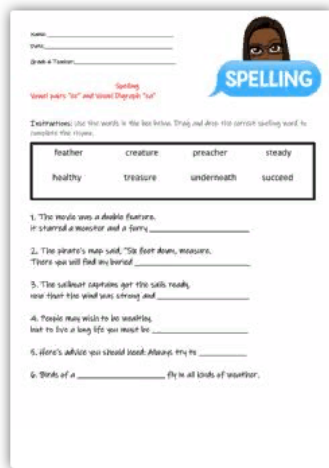 Name:
Date:
Grade & Teacher:
SPELLING
Spelling
Vowel pairs "ee" and Vowel Digraph "ea"
Instructions: Use the words in the box below. Drag and drop the correct spelling word to
complete the rhyme.
feather creature preacher steady
healthy treasure underneath succeed
1. The movie was a double feature.
It starred a monster and a furry
2. The pirate's map said, "Six feet down, measure.
There you will find my buried
3. The sailboat captains got the sails ready,
now that the wind was strong and
4. People may wish to be wealthy,
but to live a long life you must be
5. Here's advice you should heed: Always try to
6. Birds of a fly in all kinds of weather.